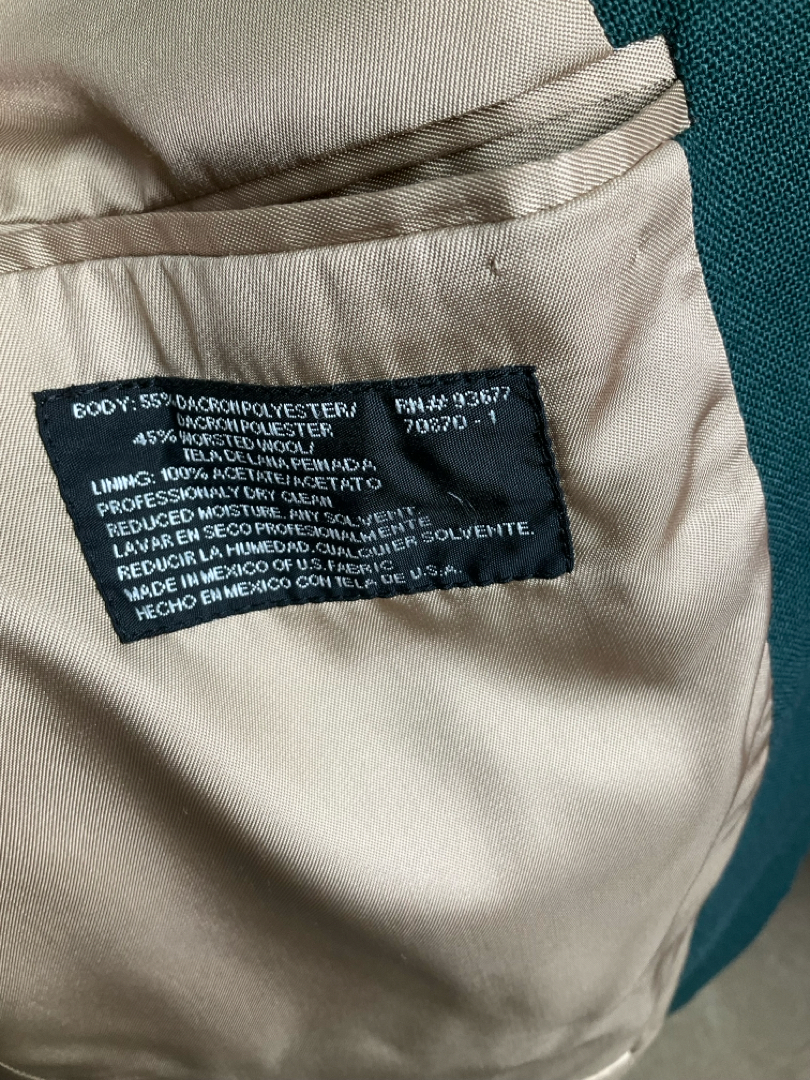 BODY: 55% DACRON POLYESTER/ RN## 93677
DACRON POLIESTER 70870 - 1
45% WORSTED WOOL/
TELA DE LANA PEINADA
LINING: 100% ACETATE/ ACETATO
PROFESSIONALY DRY CLEAN
REDUCED MOISTURE. ANY SOLVENT.
LAVAR EN SECO PROFESIONALMENTE
REDUCIR LA HUMEDAD. CUALQUIER SOLVENTE.
MADE IN MEXICO OF U.S. FABRIC
HECHO EN MEXICO CON TELA DE U.S.A.